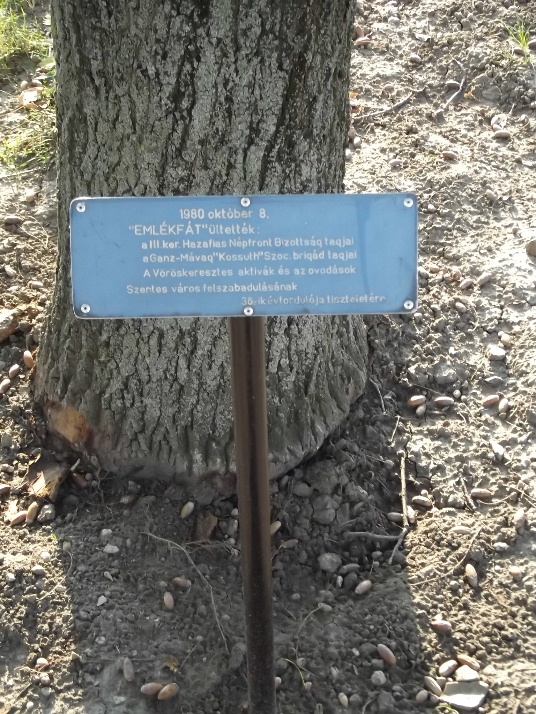 1980 október 8.
"EMLÉKFÁT" ültették:
a III. ker. Hazafias Népfront Bizottság tagjai
a Ganz-Mávag "Kossuth" Szoc. brigád tagjai
A Vöröskeresztes aktivák és az ovodások
Szentes város felszabadulásának
36. ik évfordulója tiszteletére